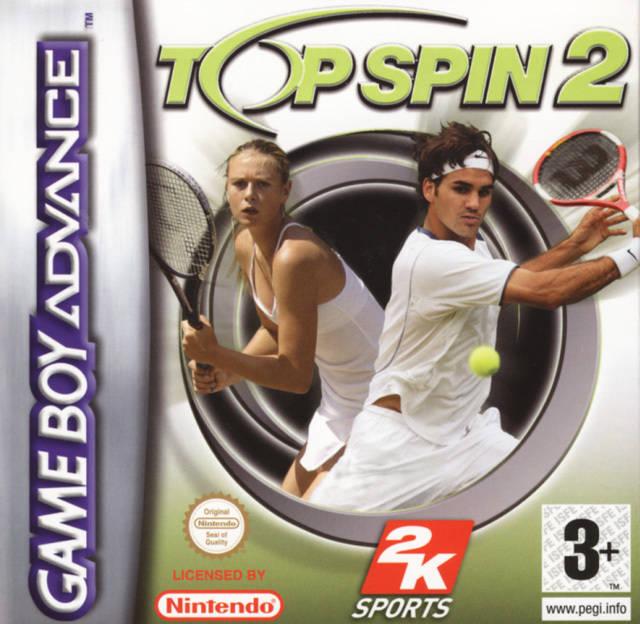 GAME BOY ADVANCE™
TOP SPIN 2
Original
Nintendo
Seal of
Quality
LICENSED BY
Nintendo®
2K
SPORTS
3+
™
www.pegi.info